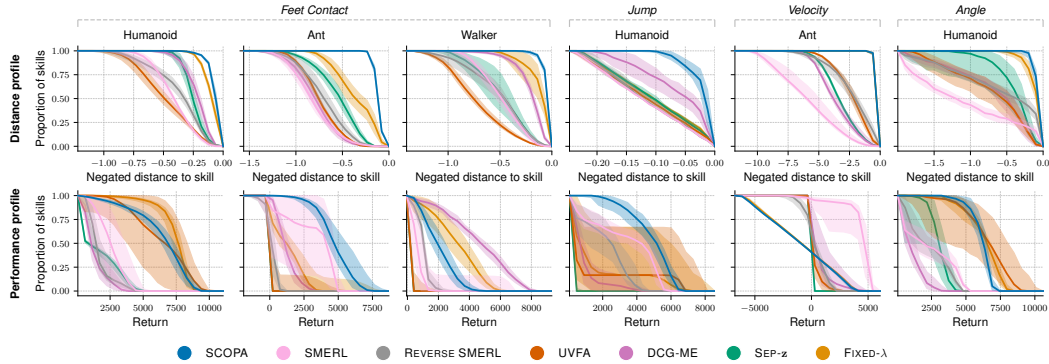 Feet Contact Jump Velocity Angle
Humanoid Ant Walker Humanoid Ant Humanoid
Distance profile
Proportion of skills
1.00 0.75 0.50 0.25 0.00
−1.00 −0.75 −0.50 −0.25 0.00
−1.5 −1.0 −0.5 0.0
−1.0 −0.5 0.0
−0.20 −0.15 −0.10 −0.05 0.00
−10.0 −7.5 −5.0 −2.5 0.0
−1.5 −1.0 −0.5 0.0
Negated distance to skill Negated distance to skill Negated distance to skill Negated distance to skill Negated distance to skill Negated distance to skill
Performance profile
Proportion of skills
1.00 0.75 0.50 0.25 0.00
2500 5000 7500 10000
0 2500 5000 7500
0 2000 4000 6000 8000
2000 4000 6000 8000
−5000 0 5000
2500 5000 7500 10000
Return Return Return Return Return Return
SCOPA SMERL REVERSE SMERL UVFA DCG-ME SEP-z FIXED-λ